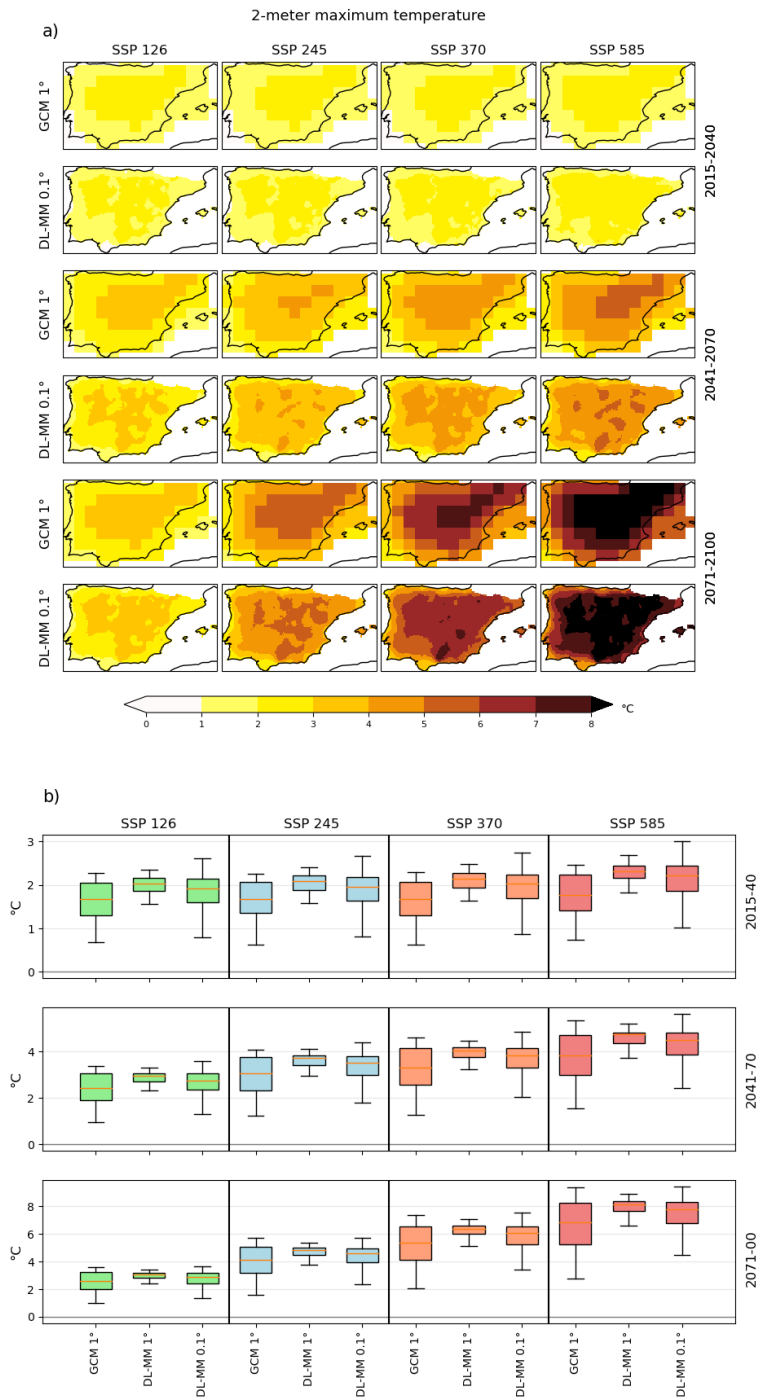 2-meter maximum temperature
a)
SSP 126 SSP 245 SSP 370 SSP 585
GCM 1°
DL-MM 0.1°
2015-2040
GCM 1°
DL-MM 0.1°
2041-2070
GCM 1°
DL-MM 0.1°
2071-2100
0 1 2 3 4 5 6 7 8 °C
b)
SSP 126 SSP 245 SSP 370 SSP 585
3
2
1
0
°C
2015-40
4
2
0
°C
2041-70
8
6
4
2
0
°C
2071-00
GCM 1° DL-MM 1° DL-MM 0.1° GCM 1° DL-MM 1° DL-MM 0.1° GCM 1° DL-MM 1° DL-MM 0.1° GCM 1° DL-MM 1° DL-MM 0.1°